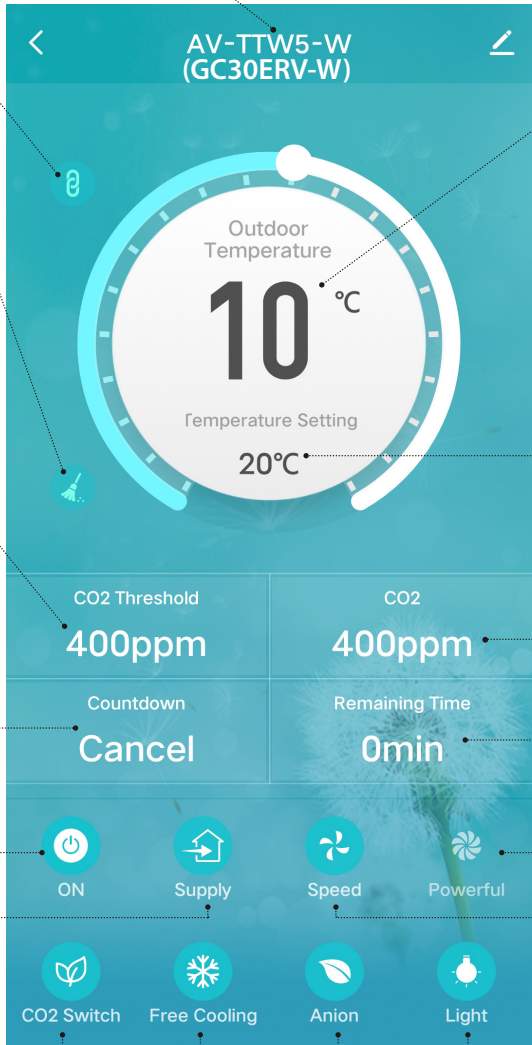 AV-TTW5-W
(GC30ERV-W)
Outdoor
Temperature
10 °C
Temperature Setting
20°C
CO2 Threshold
CO2
400ppm
400ppm
Countdown
Remaining Time
Cancel
0min
ON
Supply
Speed
Powerful
CO2 Switch
Free Cooling
Anion
Light